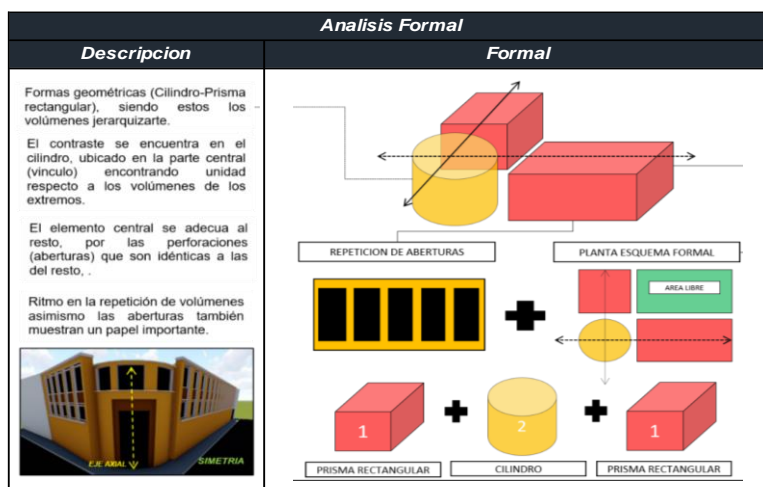 Analisis Formal
Descripcion
Formal
Formas geométricas (Cilindro-Prisma
rectangular), siendo estos los
volúmenes jerarquizarte.
El contraste se encuentra en el
cilindro, ubicado en la parte central
(vinculo) encontrando unidad
respecto a los volúmenes de los
extremos.
El elemento central se adecua al
resto, por las perforaciones
(aberturas) que son idénticas a las
del resto, .
Ritmo en la repetición de volúmenes
asimismo las aberturas también
muestran un papel importante.
EJE AXIAL
SIMETRIA
REPETICION DE ABERTURAS
PLANTA ESQUEMA FORMAL
AREA LIBRE
1
2
1
PRISMA RECTANGULAR
CILINDRO
PRISMA RECTANGULAR